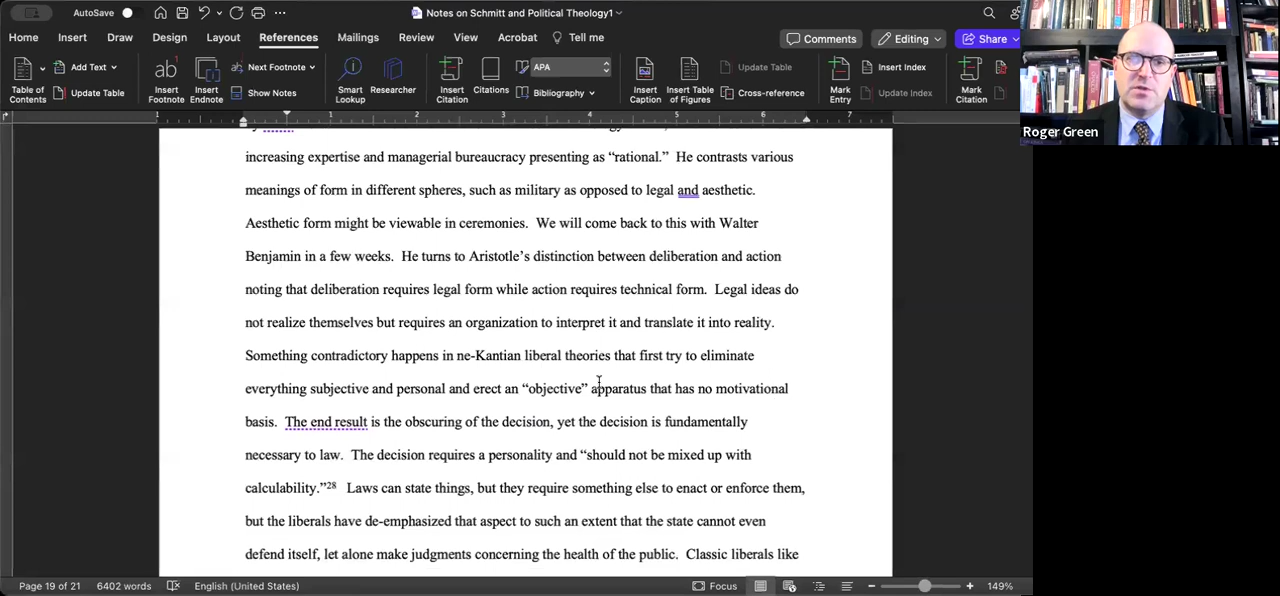 AutoSave
Notes on Schmitt and Political Theology1
Home Insert Draw Design Layout References Mailings Review View Acrobat Tell me
Comments Editing Share
Table of Contents
Add Text
Update Table
ab
Insert Footnote
Insert Endnote
Next Footnote
Show Notes
Smart Lookup
Researcher
Insert Citation
Citations
APA
Bibliography
Insert Caption
Insert Table of Figures
Update Table
Cross-reference
Mark Entry
Insert Index
Update Index
Mark Citation
Roger Green
1 1 2 3 4 5 6 7
increasing expertise and managerial bureaucracy presenting as “rational.” He contrasts various
meanings of form in different spheres, such as military as opposed to legal and aesthetic.
Aesthetic form might be viewable in ceremonies. We will come back to this with Walter
Benjamin in a few weeks. He turns to Aristotle’s distinction between deliberation and action
noting that deliberation requires legal form while action requires technical form. Legal ideas do
not realize themselves but requires an organization to interpret it and translate it into reality.
Something contradictory happens in ne-Kantian liberal theories that first try to eliminate
everything subjective and personal and erect an “objective” apparatus that has no motivational
basis. The end result is the obscuring of the decision, yet the decision is fundamentally
necessary to law. The decision requires a personality and “should not be mixed up with
calculability.”28 Laws can state things, but they require something else to enact or enforce them,
but the liberals have de-emphasized that aspect to such an extent that the state cannot even
defend itself, let alone make judgments concerning the health of the public. Classic liberals like
Page 19 of 21 6402 words English (United States) Focus 149%